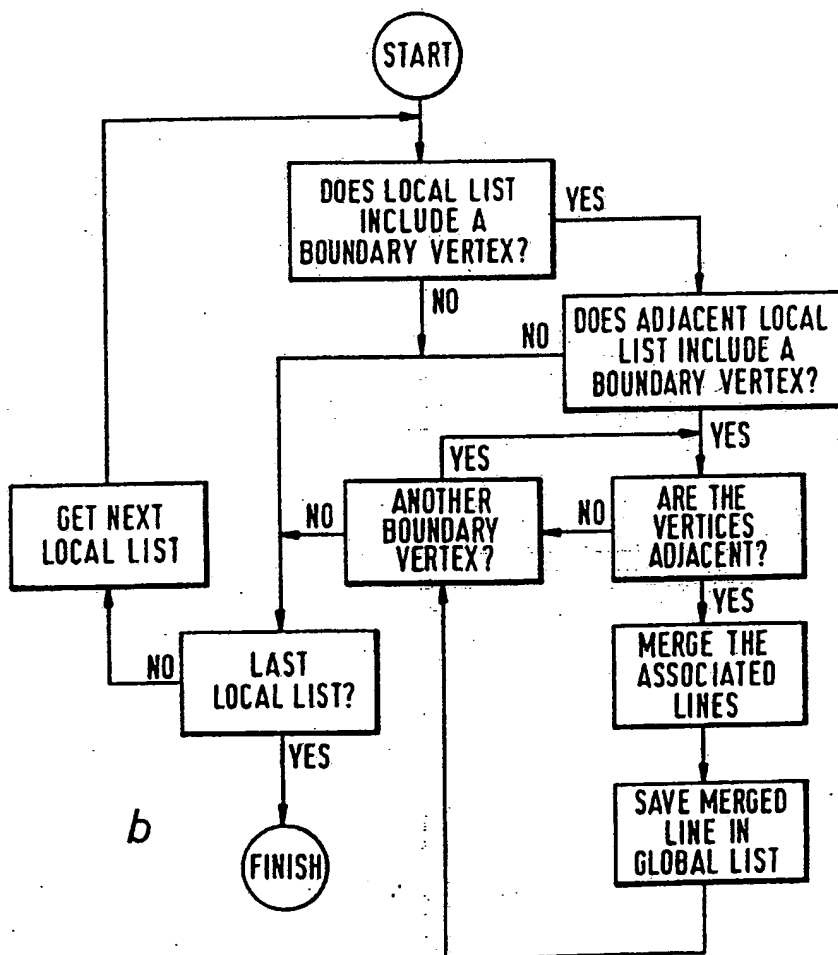 START
DOES LOCAL LIST
INCLUDE A
BOUNDARY VERTEX?
YES
NO
DOES ADJACENT LOCAL
LIST INCLUDE A
BOUNDARY VERTEX?
NO
YES
YES
GET NEXT
LOCAL LIST
NO
ANOTHER
BOUNDARY
VERTEX?
NO
ARE THE
VERTICES
ADJACENT?
YES
NO
LAST
LOCAL LIST?
MERGE THE
ASSOCIATED
LINES
YES
b
FINISH
SAVE MERGED
LINE IN
GLOBAL LIST